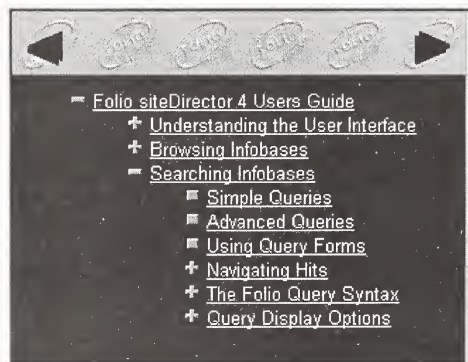 Folio siteDirector 4 Users Guide
Understanding the User Interface
Browsing Infobases
Searching Infobases
Simple Queries
Advanced Queries
Using Query Forms
Navigating Hits
The Folio Query Syntax
Query Display Options